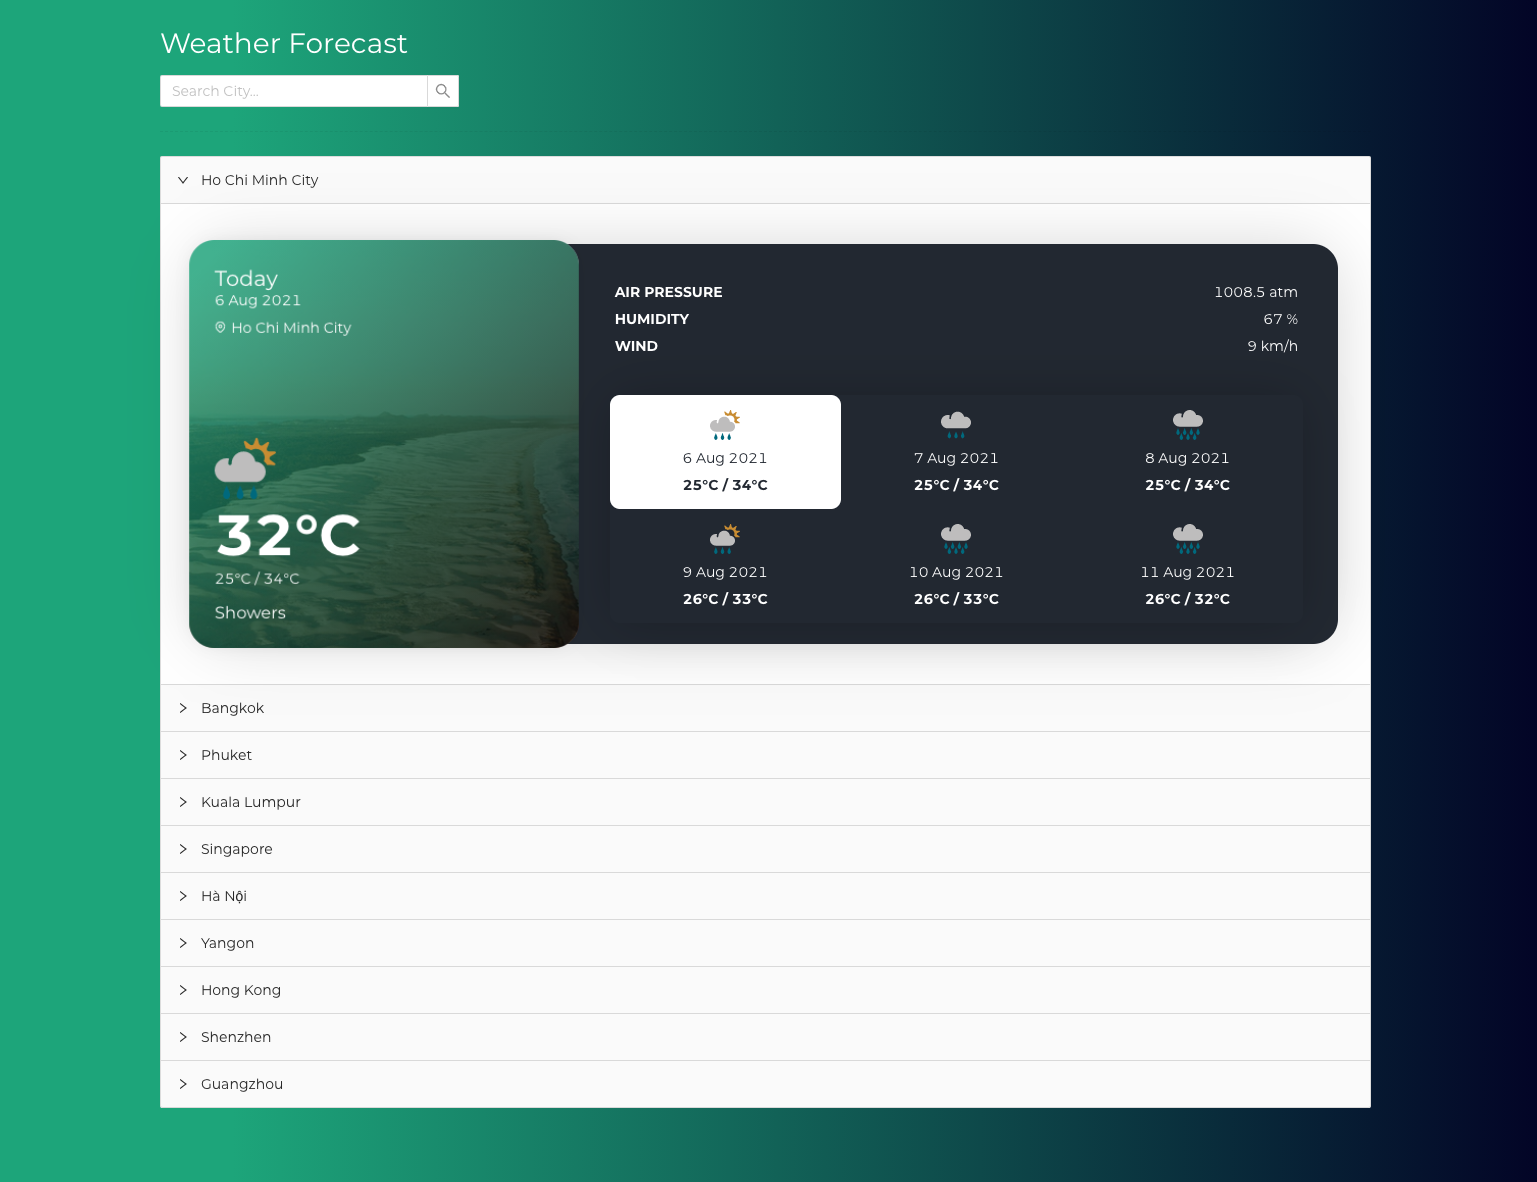 Weather Forecast
Search City...
Ho Chi Minh City
Today
6 Aug 2021
Ho Chi Minh City
32°C
25°C / 34°C
Showers
AIR PRESSURE 1008.5 atm
HUMIDITY 67 %
WIND 9 km/h
6 Aug 2021 7 Aug 2021 8 Aug 2021
25°C / 34°C 25°C / 34°C 25°C / 34°C
9 Aug 2021 10 Aug 2021 11 Aug 2021
26°C / 33°C 26°C / 33°C 26°C / 32°C
Bangkok
Phuket
Kuala Lumpur
Singapore
Hà Nội
Yangon
Hong Kong
Shenzhen
Guangzhou